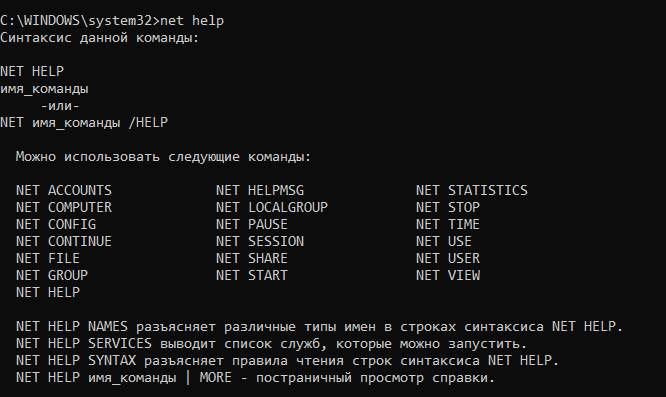 C:\WINDOWS\system32>net help
Синтаксис данной команды:
NET HELP
имя_команды
-или-
NET имя_команды /HELP
Можно использовать следующие команды:
NET ACCOUNTS NET HELPMSG NET STATISTICS
NET COMPUTER NET LOCALGROUP NET STOP
NET CONFIG NET PAUSE NET TIME
NET CONTINUE NET SESSION NET USE
NET FILE NET SHARE NET USER
NET GROUP NET START NET VIEW
NET HELP
NET HELP NAMES разъясняет различные типы имен в строках синтаксиса NET HELP.
NET HELP SERVICES выводит список служб, которые можно запустить.
NET HELP SYNTAX разъясняет правила чтения строк синтаксиса NET HELP.
NET HELP имя_команды | MORE - постраничный просмотр справки.